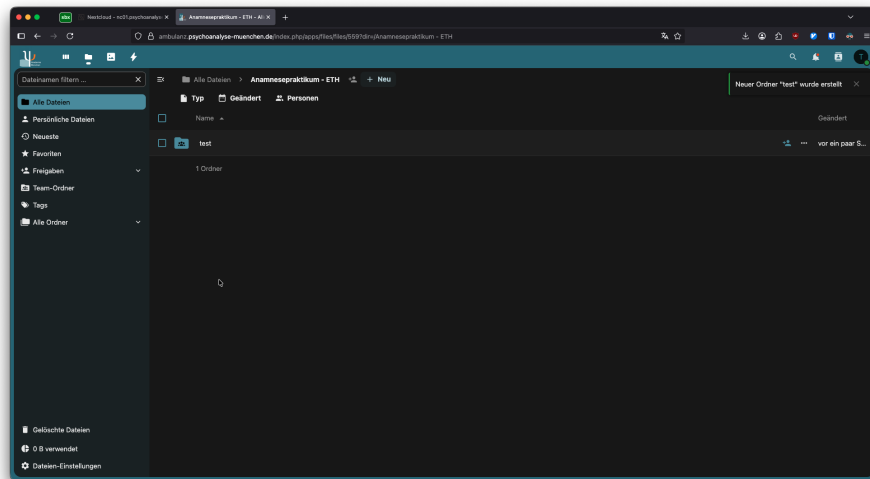 sbx
Nextcloud - nc01.psychoanalys
Anamnesepraktikum - ETH - All
ambulanz.psychoanalyse-muenchen.de/index.php/apps/files/files/559?dir=/Anamnesepraktikum - ETH
T
Dateinamen filtern ...
Alle Dateien
Persönliche Dateien
Neueste
Favoriten
Freigaben
Team-Ordner
Tags
Alle Ordner
Gelöschte Dateien
0 B verwendet
Dateien-Einstellungen
Alle Dateien > Anamnesepraktikum - ETH + Neu
Typ Geändert Personen
Name Geändert
test vor ein paar S...
1 Ordner
Neuer Ordner "test" wurde erstellt